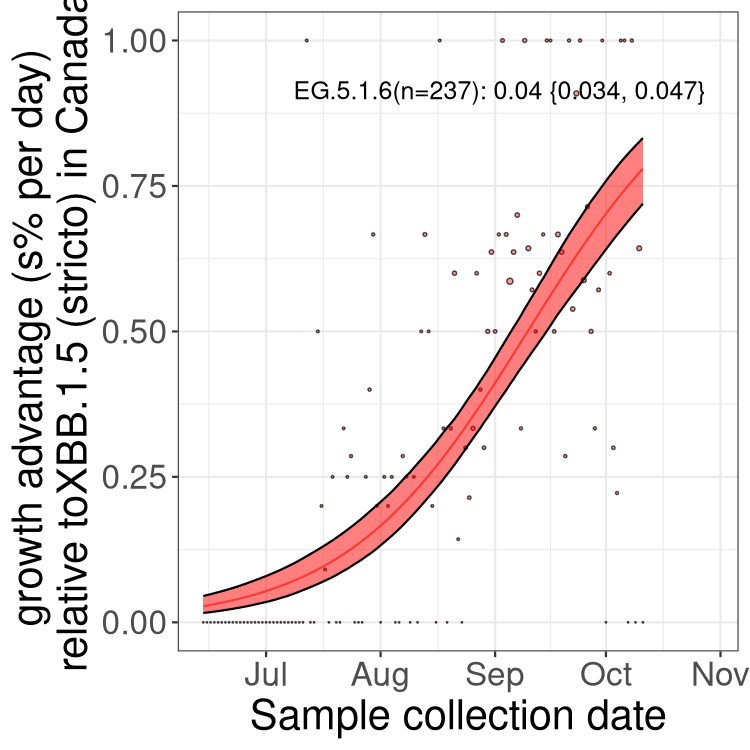 growth advantage (s% per day)
relative toXBB.1.5 (stricto) in Canada
1.00
0.75
0.50
0.25
0.00
EG.5.1.6(n=237): 0.04 {0.034, 0.047}
Jul Aug Sep Oct Nov
Sample collection date